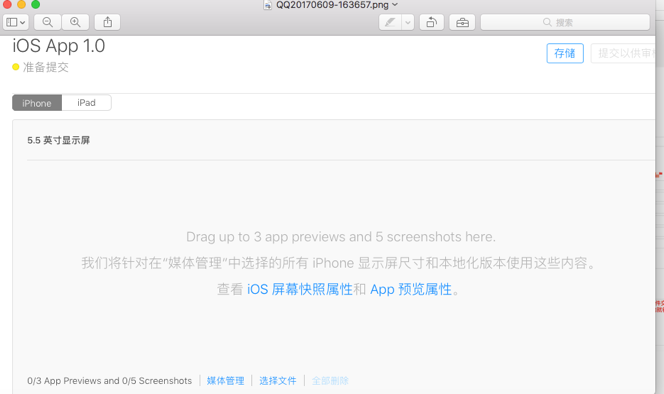 QQ20170609-163657.png
搜索
iOS App 1.0
准备提交
存储
提交以供审
iPhone
iPad
5.5 英寸显示屏
Drag up to 3 app previews and 5 screenshots here.
我们将针对在“媒体管理”中选择的所有 iPhone 显示屏尺寸和本地化版本使用这些内容。
查看 iOS 屏幕快照属性和 App 预览属性。
0/3 App Previews and 0/5 Screenshots
媒体管理
选择文件
全部删除